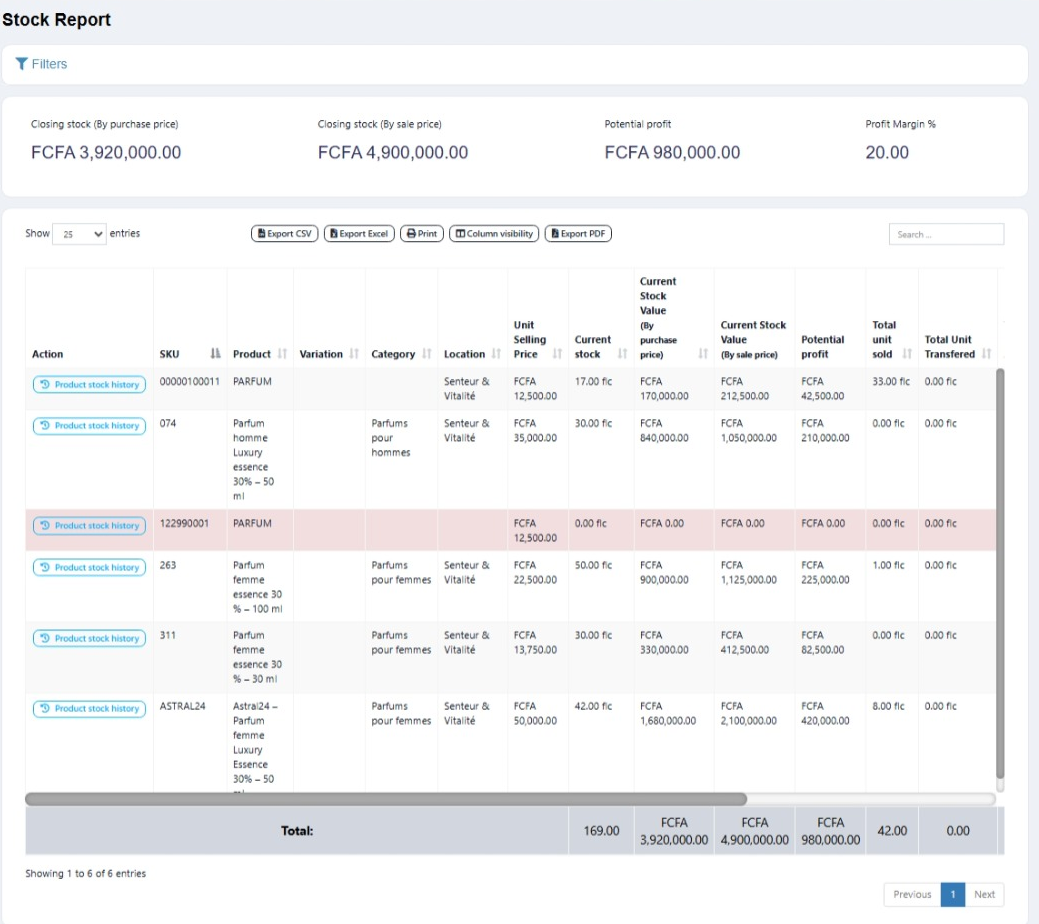 Stock Report
Filters
Closing stock (By purchase price)
Closing stock (By sale price)
Potential profit
Profit Margin %
FCFA 3,920,000.00
FCFA 4,900,000.00
FCFA 980,000.00
20.00
Show 25 entries
Export CSV
Export Excel
Print
Column visibility
Export PDF
Search ...
Action
SKU
Product
Variation
Category
Location
Unit
Selling
Price
Current
stock
Current
Stock
Value
(By
purchase
price)
Current Stock
Value
(By sale price)
Potential
profit
Total
unit
sold
Total Unit
Transfered
Product stock history
00000100011
PARFUM
Senteur &
Vitalité
FCFA
12,500.00
17.00 flc
FCFA
170,000.00
FCFA
212,500.00
FCFA
42,500.00
33.00 flc
0.00 flc
Product stock history
074
Parfum
homme
Luxury
essence
30% – 50
ml
Parfums
pour
hommes
Senteur &
Vitalité
FCFA
35,000.00
30.00 flc
FCFA
840,000.00
FCFA
1,050,000.00
FCFA
210,000.00
0.00 flc
0.00 flc
Product stock history
122990001
PARFUM
FCFA
12,500.00
0.00 flc
FCFA 0.00
FCFA 0.00
FCFA 0.00
0.00 flc
0.00 flc
Product stock history
263
Parfum
femme
essence 30
% – 100 ml
Parfums
pour femmes
Senteur &
Vitalité
FCFA
22,500.00
50.00 flc
FCFA
900,000.00
FCFA
1,125,000.00
FCFA
225,000.00
1.00 flc
0.00 flc
Product stock history
311
Parfum
femme
essence 30
% – 30 ml
Parfums
pour femmes
Senteur &
Vitalité
FCFA
13,750.00
30.00 flc
FCFA
330,000.00
FCFA
412,500.00
FCFA
82,500.00
0.00 flc
0.00 flc
Product stock history
ASTRAL24
Astral24 –
Parfum
femme
Luxury
Essence
30% – 50
Parfums
pour femmes
Senteur &
Vitalité
FCFA
50,000.00
42.00 flc
FCFA
1,680,000.00
FCFA
2,100,000.00
FCFA
420,000.00
8.00 flc
0.00 flc
Total:
169.00
FCFA
3,920,000.00
FCFA
4,900,000.00
FCFA
980,000.00
42.00
0.00
Showing 1 to 6 of 6 entries
Previous
1
Next